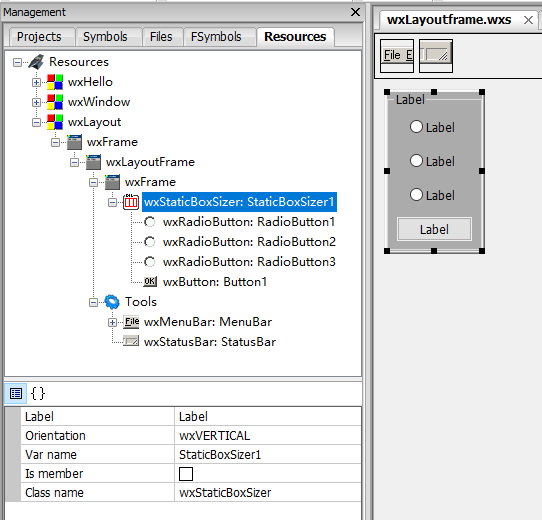 Management
Projects Symbols Files FSymbols Resources
Resources
wxHello
wxWindow
wxLayout
wxFrame
wxLayoutFrame
wxFrame
wxStaticBoxSizer: StaticBoxSizer1
wxRadioButton: RadioButton1
wxRadioButton: RadioButton2
wxRadioButton: RadioButton3
OK wxButton: Button1
Tools
File wxMenuBar: MenuBar
wxStatusBar: StatusBar
{}
Label Label
Orientation wxVERTICAL
Var name StaticBoxSizer1
Is member
Class name wxStaticBoxSizer
wxLayoutframe.wxs
File E
Label
Label
Label
Label
Label